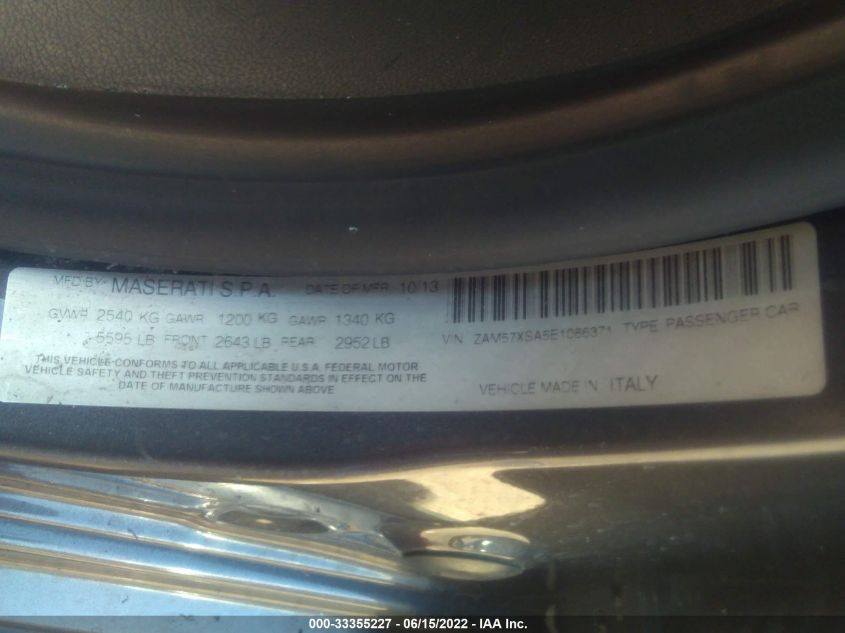 MFD BY: MASERATI S.P.A. DATE OF MFR 10 13
GVWR 2540 KG GAWR 1200 KG GAWR 1340 KG
5595 LB FRONT 2643 LB REAR 2952 LB
THIS VEHICLE CONFORMS TO ALL APPLICABLE U.S.A. FEDERAL MOTOR
VEHICLE SAFETY AND THEFT PREVENTION STANDARDS IN EFFECT ON THE
DATE OF MANUFACTURE SHOWN ABOVE
VIN ZAM57XSA5E1086371 TYPE PASSENGER CAR
VEHICLE MADE IN ITALY
000-33355227 - 06/15/2022 - IAA Inc.